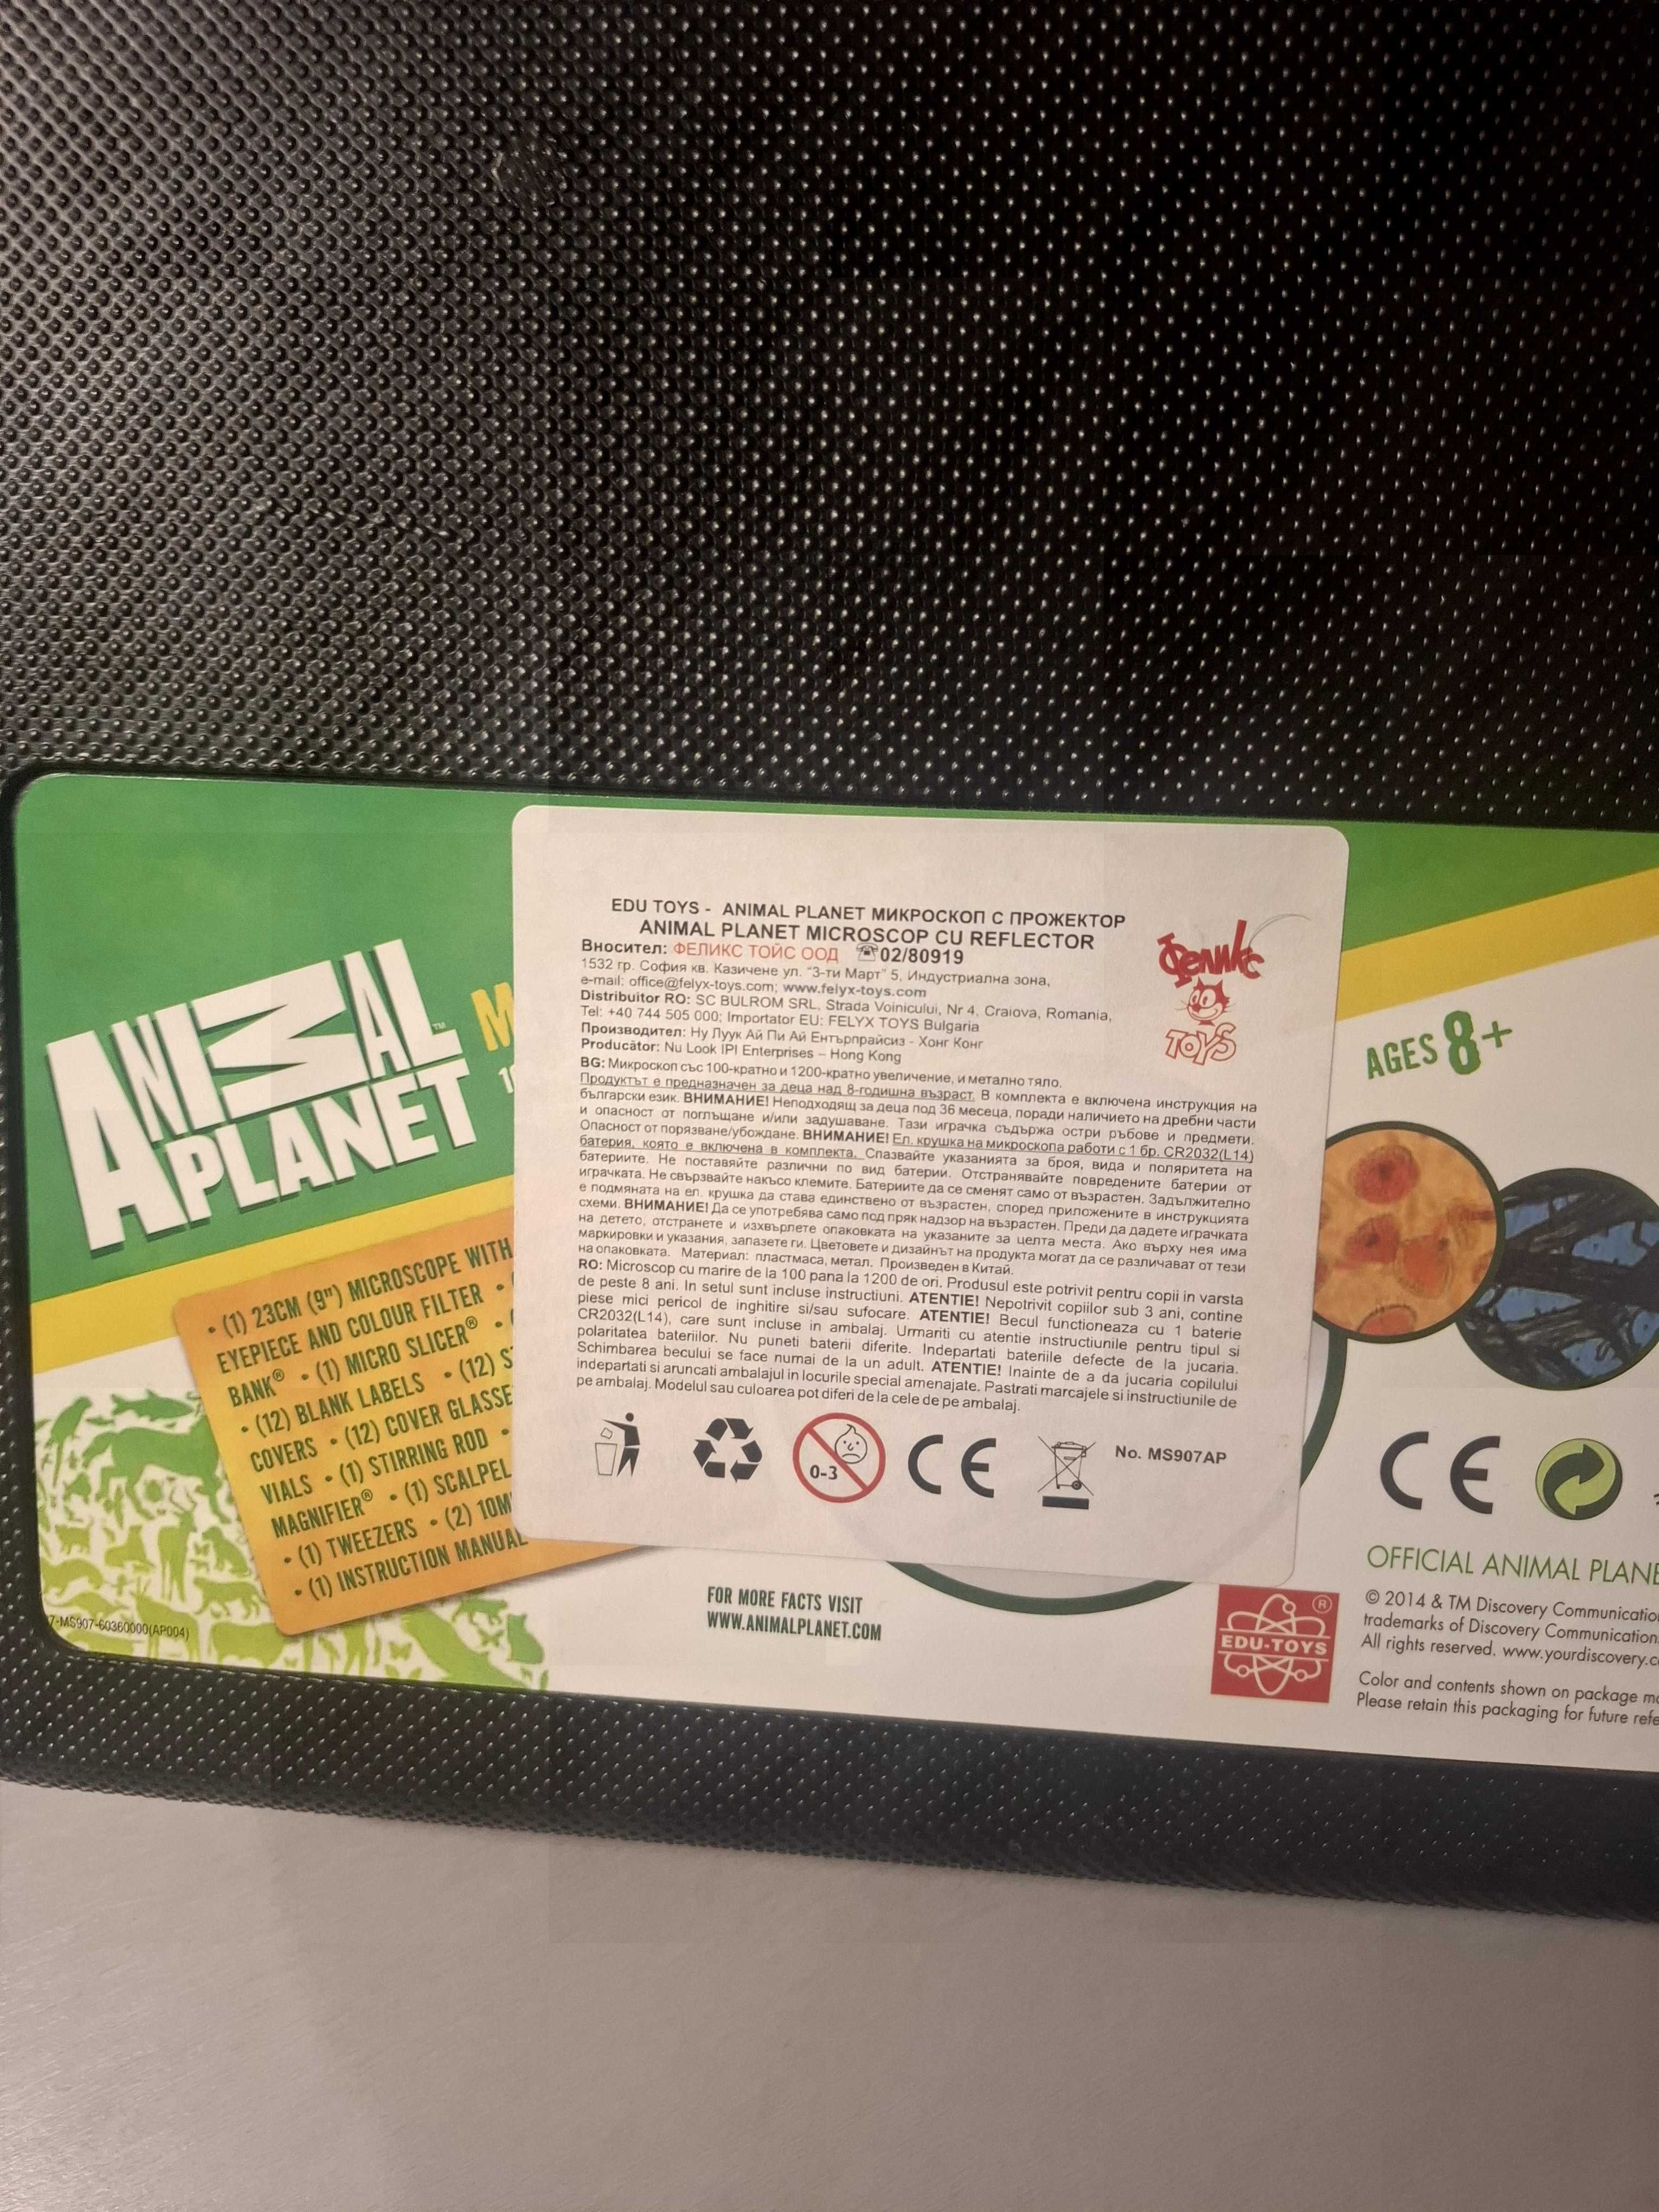 ANIMAL
PLANET
TM
M
• (1) 23CM (9") MICROSCOPE WITH
EYEPIECE AND COLOUR FILTER •
BANK® • (1) MICRO SLICER® •
• (12) BLANK LABELS • (12) S
COVERS • (12) COVER GLASSE
VIALS • (1) STIRRING ROD •
MAGNIFIER® • (1) SCALPEL
• (1) TWEEZERS • (2) 10M
• (1) INSTRUCTION MANUAL
7-MS907-60360000(AP004)
EDU TOYS - ANIMAL PLANET МИКРОСКОП С ПРОЖЕКТОР
ANIMAL PLANET MICROSCOP CU REFLECTOR
Вносител: ФЕЛИКС ТОЙС ООД ☎02/80919
1532 гр. София кв. Казичене ул. "3-ти Март" 5, Индустриална зона,
e-mail: office@felyx-toys.com; www.felyx-toys.com
Distribuitor RO: SC BULROM SRL, Strada Voinicului, Nr 4, Craiova, Romania,
Tel: +40 744 505 000; Importator EU: FELYX TOYS Bulgaria
Производител: Ну Луук Ай Пи Ай Ентърпрайсиз - Хонг Конг
Producător: Nu Look IPI Enterprises – Hong Kong
BG: Микроскоп със 100-кратно и 1200-кратно увеличение, и метално тяло.
Продуктът е предназначен за деца над 8-годишна възраст. В комплекта е включена инструкция на
български език. ВНИМАНИЕ! Неподходящ за деца под 36 месеца, поради наличието на дребни части
и опасност от поглъщане и/или задушаване. Тази играчка съдържа остри ръбове и предмети.
Опасност от порязване/убождане. ВНИМАНИЕ! Ел. крушка на микроскопа работи с 1 бр. CR2032(L14)
батерия, която е включена в комплекта. Спазвайте указанията за броя, вида и поляритета на
батериите. Не поставяйте различни по вид батерии. Отстранявайте повредените батерии от
играчката. Не свързвайте накъсо клемите. Батериите да се сменят само от възрастен. Задължително
е подмяната на ел. крушка да става единствено от възрастен, според приложените в инструкцията
схеми. ВНИМАНИЕ! Да се употребява само под пряк надзор на възрастен. Преди да дадете играчката
на детето, отстранете и изхвърлете опаковката на указаните за целта места. Ако върху нея има
маркировки и указания, запазете ги. Цветовете и дизайнът на продукта могат да се различават от тези
на опаковката. Материал: пластмаса, метал. Произведен в Китай.
RO: Microscop cu marire de la 100 pana la 1200 de ori. Produsul este potrivit pentru copii in varsta
de peste 8 ani. In setul sunt incluse instructiuni. ATENTIE! Nepotrivit copiilor sub 3 ani, contine
piese mici pericol de inghitire si/sau sufocare. ATENTIE! Becul functioneaza cu 1 baterie
CR2032(L14), care sunt incluse in ambalaj. Urmariti cu atentie instructiunile pentru tipul si
polaritatea bateriilor. Nu puneti baterii diferite. Indepartati bateriile defecte de la jucaria.
Schimbarea becului se face numai de la un adult. ATENTIE! Inainte de a da jucaria copilului
indepartati si aruncati ambalajul in locurile special amenajate. Pastrati marcajele si instructiunile de
pe ambalaj. Modelul sau culoarea pot diferi de la cele de pe ambalaj.
0-3
CE
No. MS907AP
Феликс
TOYS
FOR MORE FACTS VISIT
WWW.ANIMALPLANET.COM
AGES 8+
CE
EDU-TOYS ®
OFFICIAL ANIMAL PLANE
© 2014 & TM Discovery Communicatio
trademarks of Discovery Communication
All rights reserved. www.yourdiscovery.c
Color and contents shown on package m
Please retain this packaging for future refe